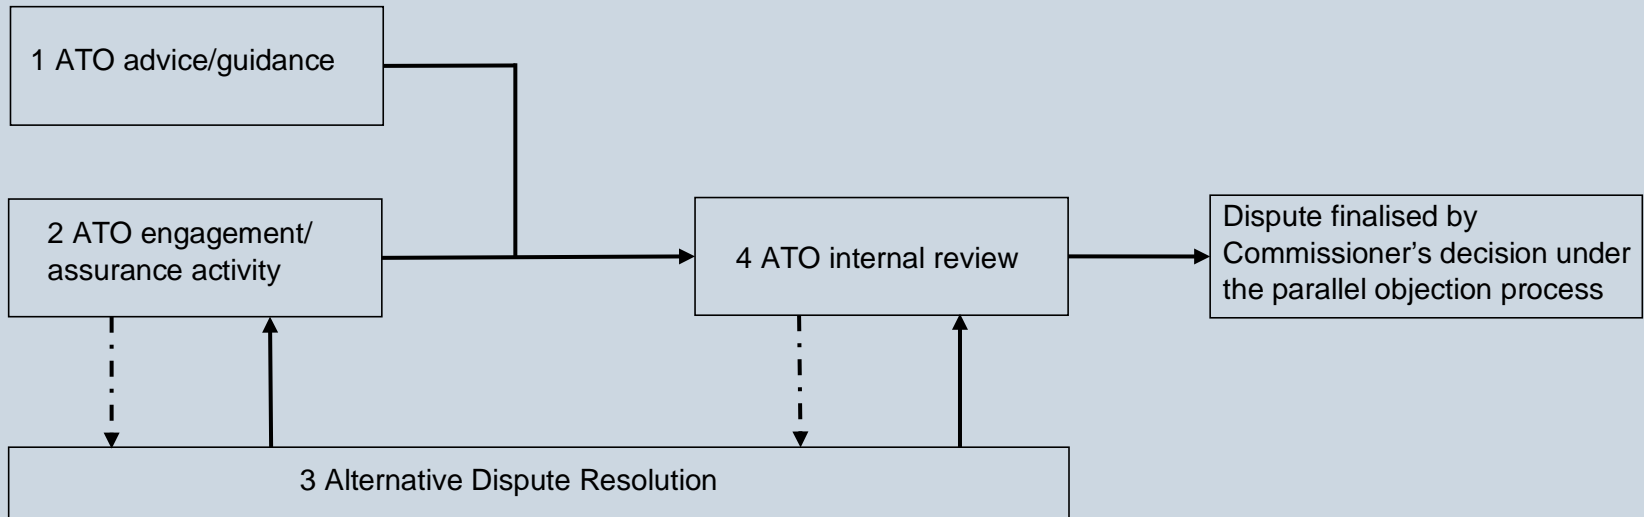 1 ATO advice/guidance
2 ATO engagement/
assurance activity
4 ATO internal review
Dispute finalised by
Commissioner’s decision under
the parallel objection process
3 Alternative Dispute Resolution